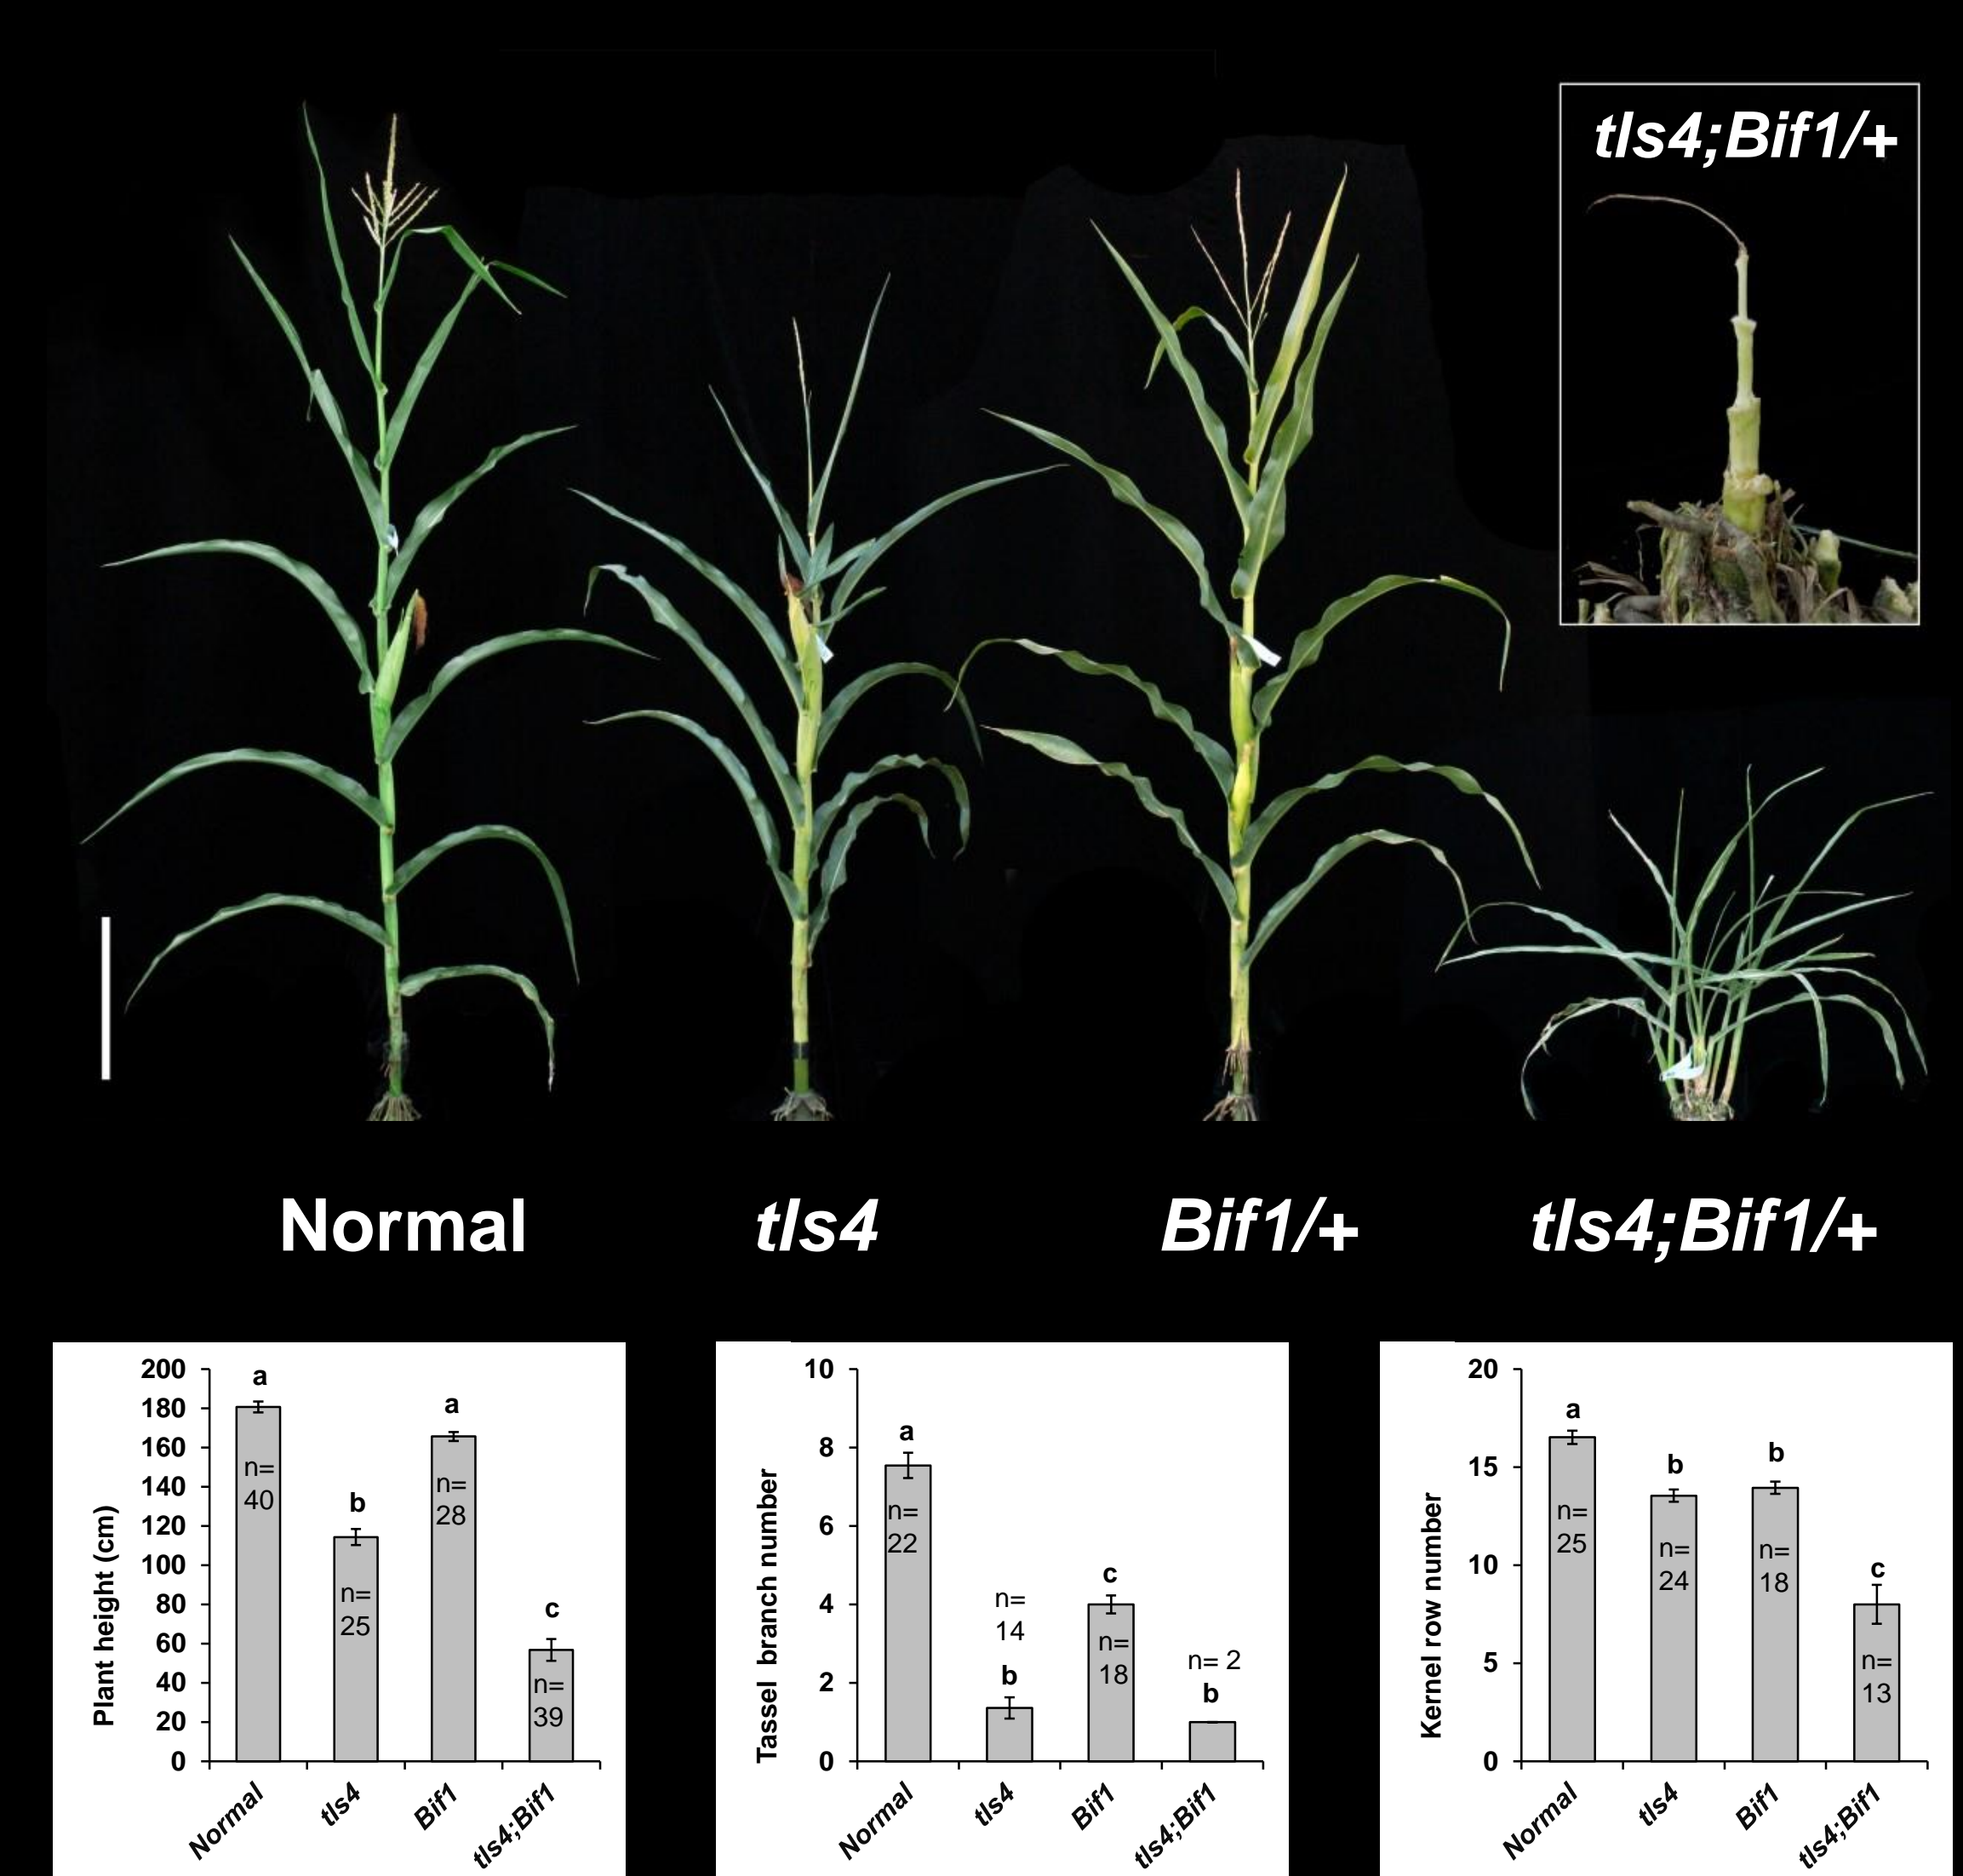 tls4;Bif1/+
Normal
tls4
Bif1/+
tls4;Bif1/+
Plant height (cm)
200
180
160
140
120
100
80
60
40
20
0
a
n=
40
b
n=
25
a
n=
28
c
n=
39
Normal
tls4
Bif1
tls4;Bif1
Tassel branch number
10
8
6
4
2
0
a
n=
22
n=
14
b
c
n=
18
n= 2
b
Normal
tls4
Bif1
tls4;Bif1
Kernel row number
20
15
10
5
0
a
n=
25
b
n=
24
b
n=
18
c
n=
13
Normal
tls4
Bif1
tls4;Bif1